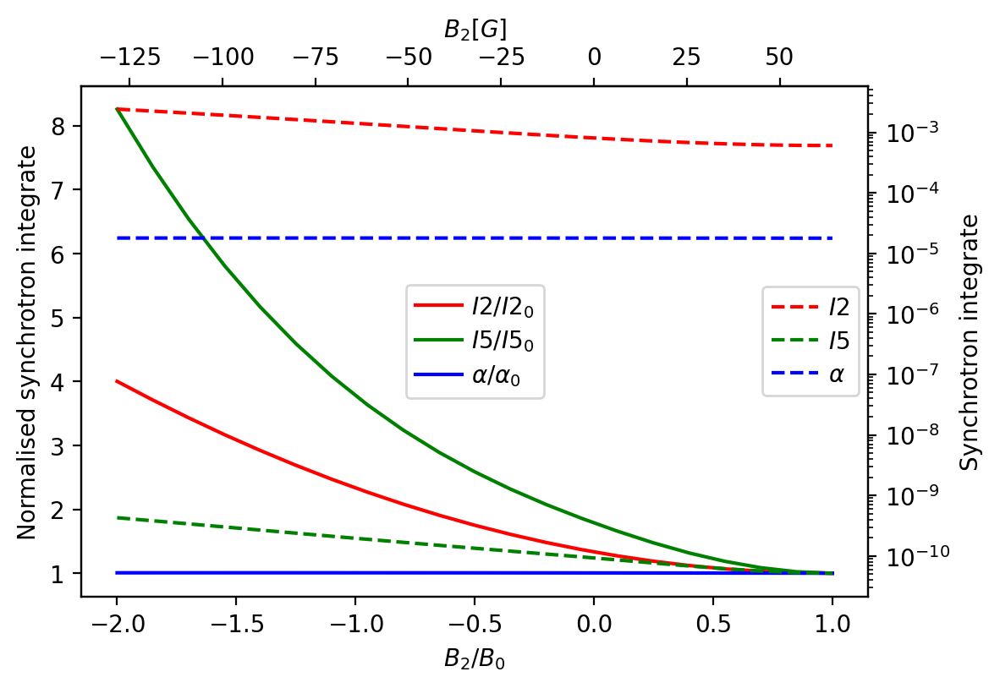 B₂[G]
−125 −100 −75 −50 −25 0 25 50
Normalised synchrotron integrate
8
7
6
5
4
3
2
1
I2/I2₀
I5/I5₀
α/α₀
I2
I5
α
10⁻³
10⁻⁴
10⁻⁵
10⁻⁶
10⁻⁷
10⁻⁸
10⁻⁹
10⁻¹⁰
Synchrotron integrate
−2.0 −1.5 −1.0 −0.5 0.0 0.5 1.0
B₂/B₀